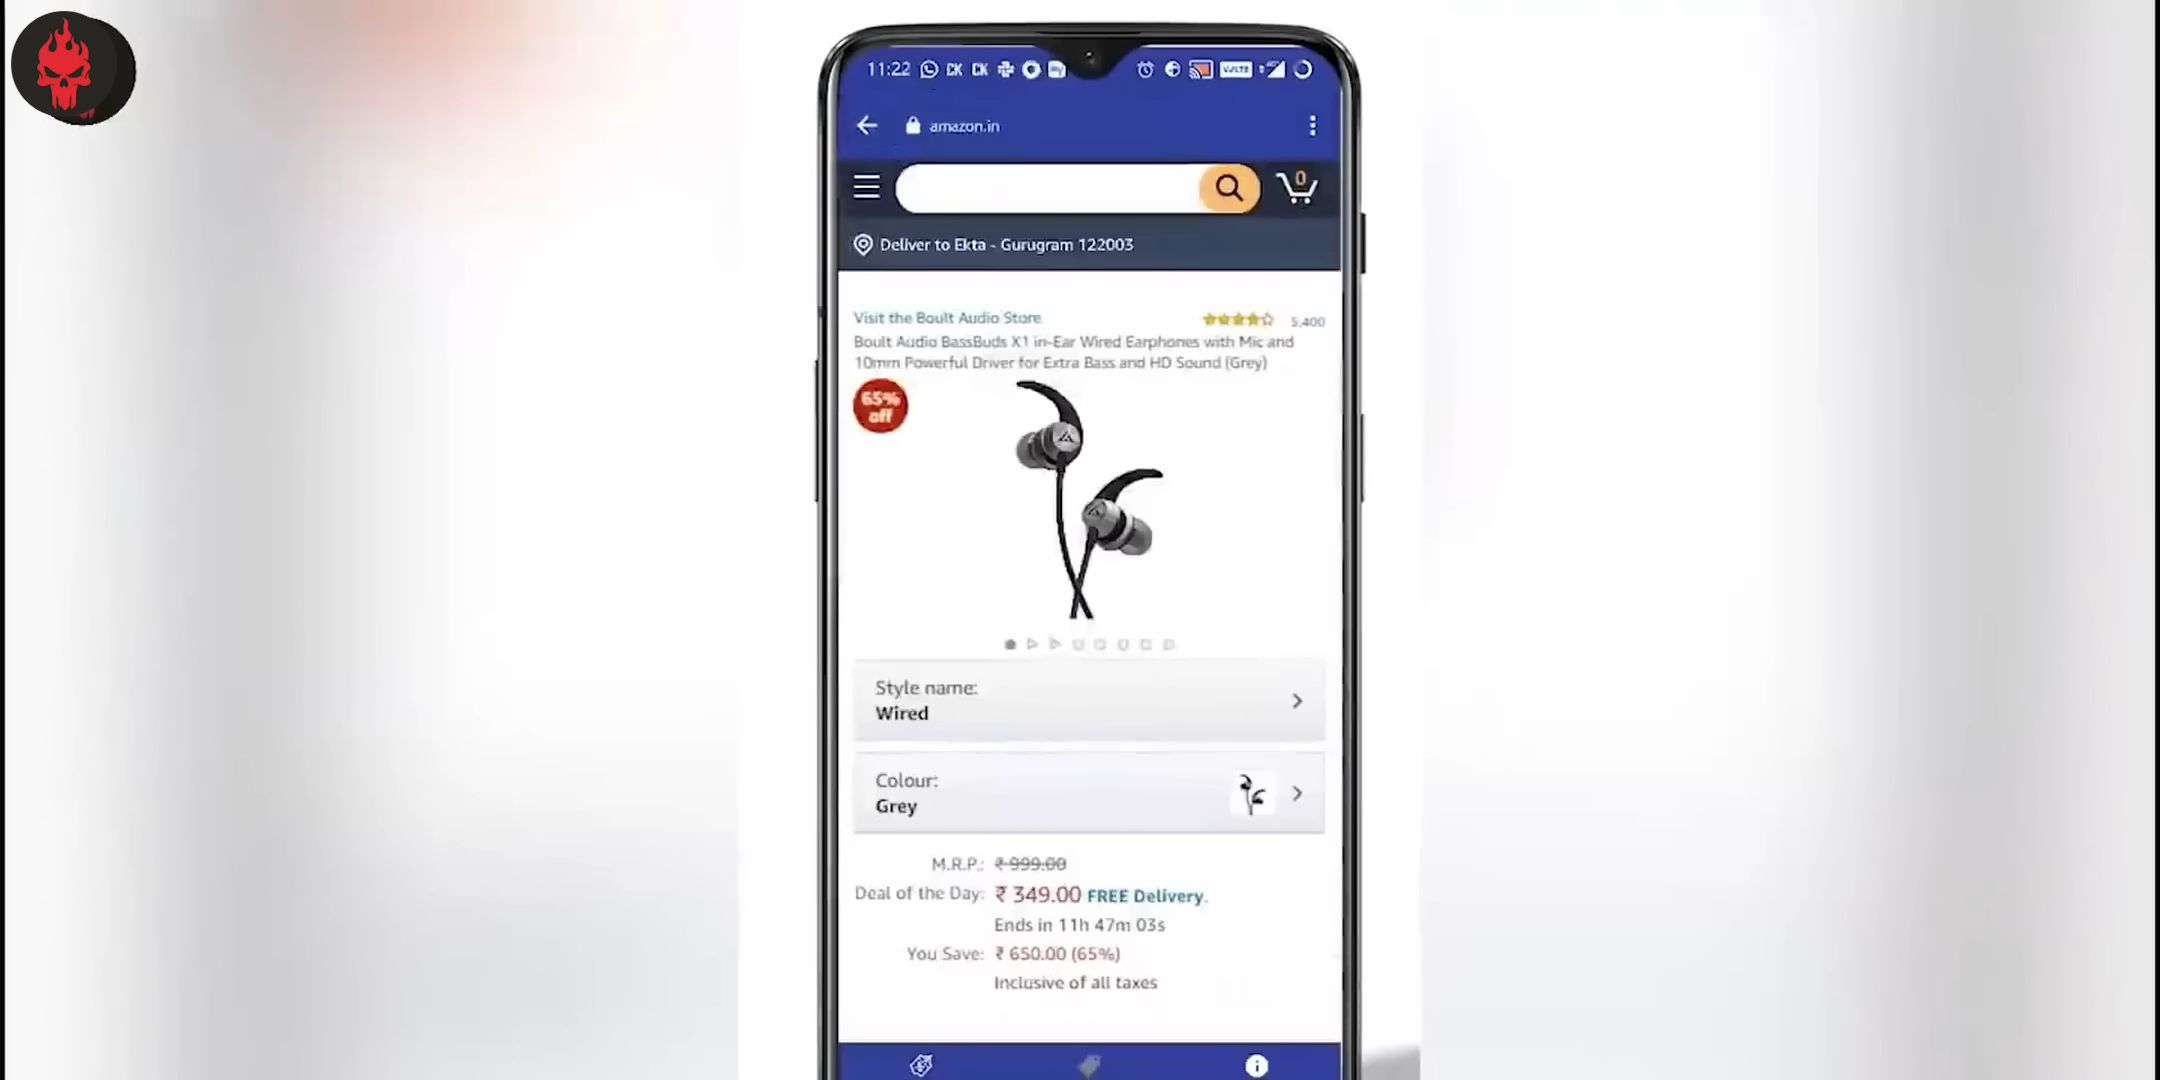 11:22
VoLTE
amazon.in
0
Deliver to Ekta - Gurugram 122003
Visit the Boult Audio Store
5,400
Boult Audio BassBuds X1 in-Ear Wired Earphones with Mic and
10mm Powerful Driver for Extra Bass and HD Sound (Grey)
65%
off
Style name:
Wired
Colour:
Grey
M.R.P.: ₹ 999.00
Deal of the Day: ₹ 349.00 FREE Delivery.
Ends in 11h 47m 03s
You Save: ₹ 650.00 (65%)
Inclusive of all taxes